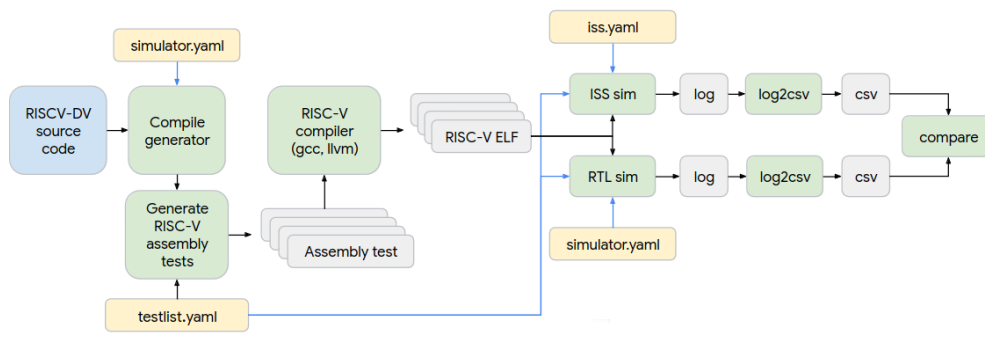 simulator.yaml
iss.yaml
RISCV-DV
source
code
Compile
generator
RISC-V
compiler
(gcc, llvm)
RISC-V ELF
ISS sim
log
log2csv
csv
compare
RTL sim
log
log2csv
csv
Generate
RISC-V
assembly
tests
Assembly test
simulator.yaml
testlist.yaml